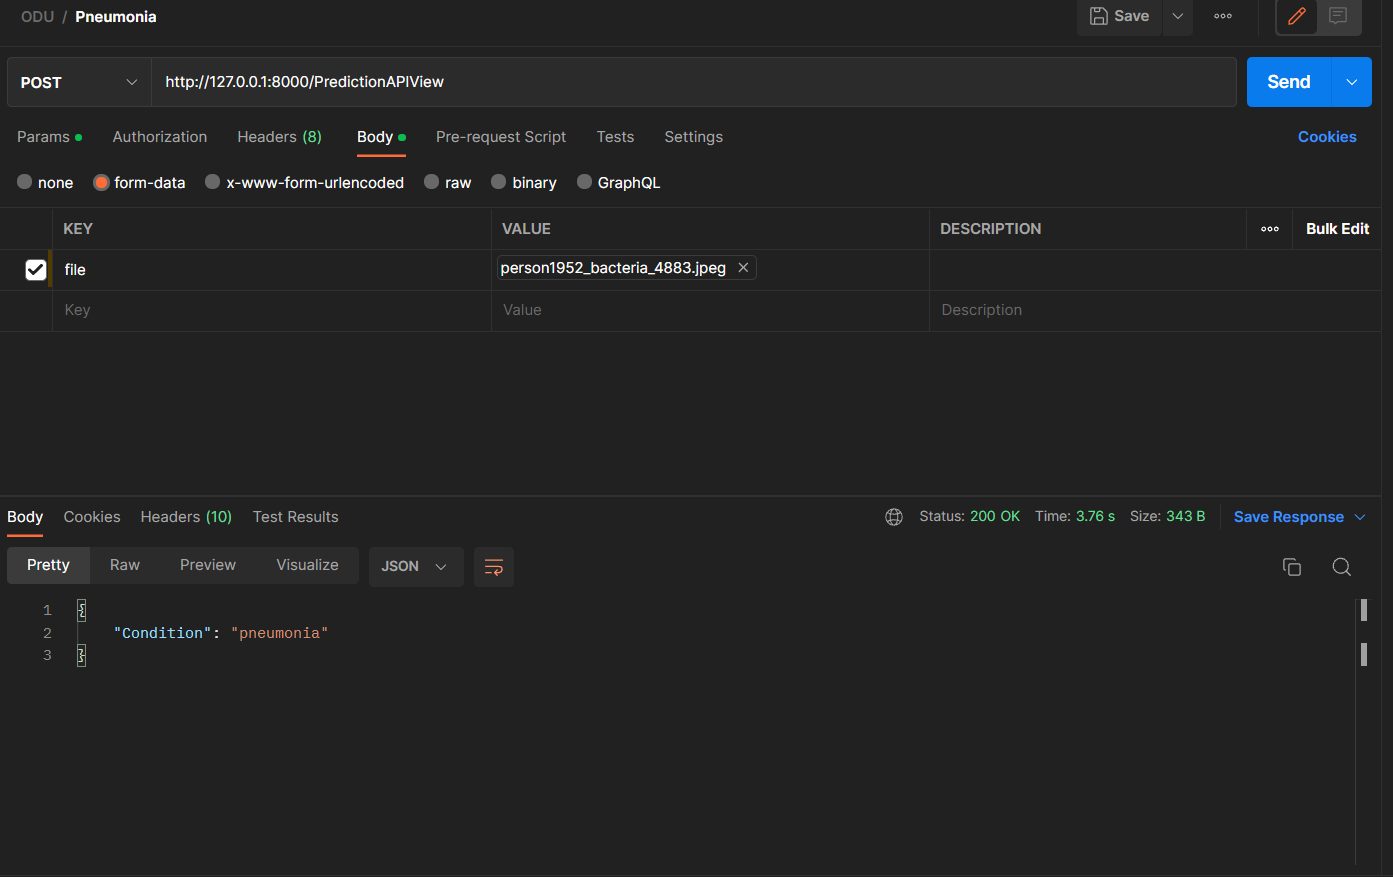 ODU / Pneumonia
Save
POST
http://127.0.0.1:8000/PredictionAPIView
Send
Params
Authorization
Headers (8)
Body
Pre-request Script
Tests
Settings
Cookies
none
form-data
x-www-form-urlencoded
raw
binary
GraphQL
KEY
VALUE
DESCRIPTION
Bulk Edit
file
person1952_bacteria_4883.jpeg
Key
Value
Description
Body
Cookies
Headers (10)
Test Results
Status: 200 OK
Time: 3.76 s
Size: 343 B
Save Response
Pretty
Raw
Preview
Visualize
JSON
1 {
2 "Condition": "pneumonia"
3 }